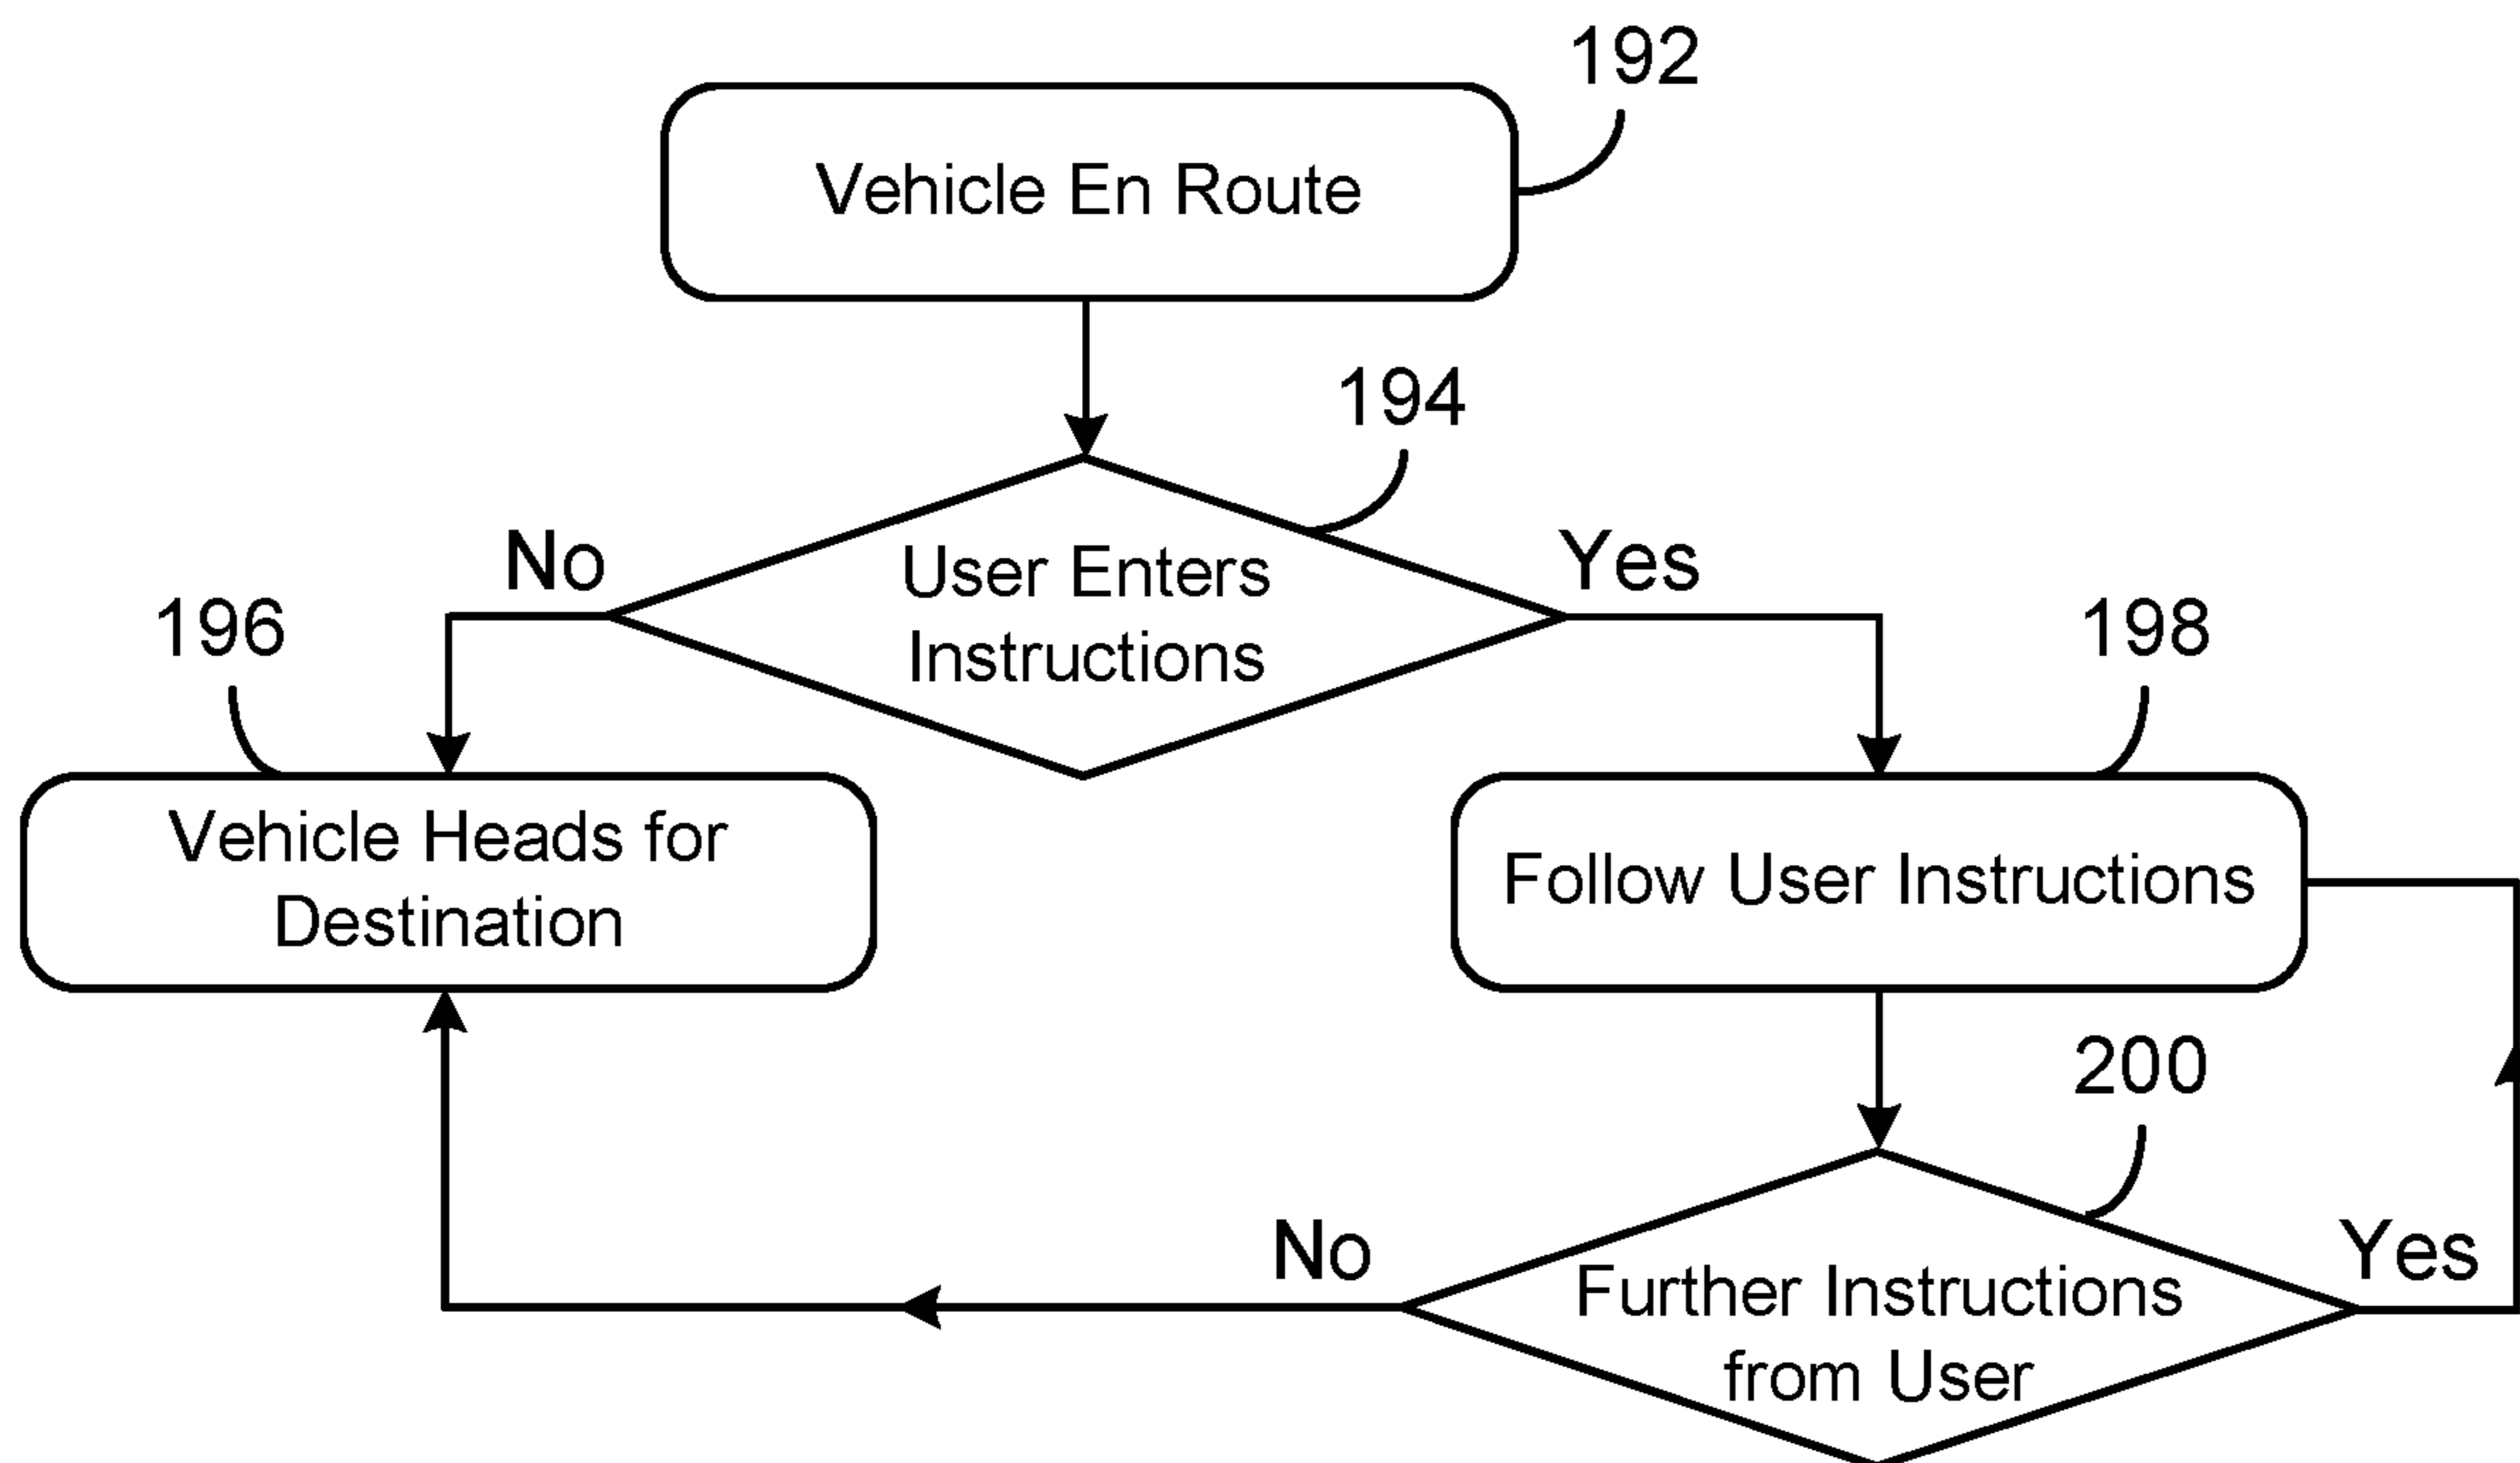 192
Vehicle En Route
194
No
User Enters
Instructions
Yes
196
198
Vehicle Heads for
Destination
Follow User Instructions
200
No
Further Instructions
from User
Yes